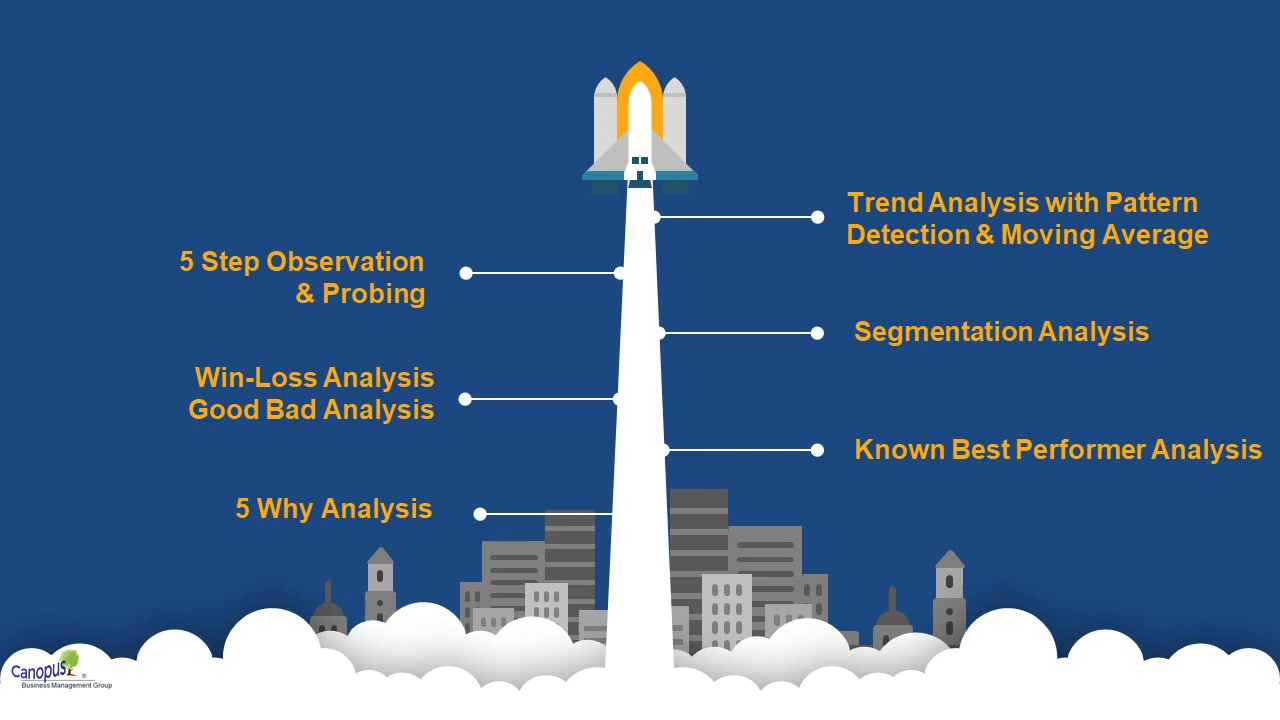 Trend Analysis with Pattern
Detection & Moving Average
5 Step Observation
& Probing
Segmentation Analysis
Win-Loss Analysis
Good Bad Analysis
Known Best Performer Analysis
5 Why Analysis
Canopus ®
Business Management Group